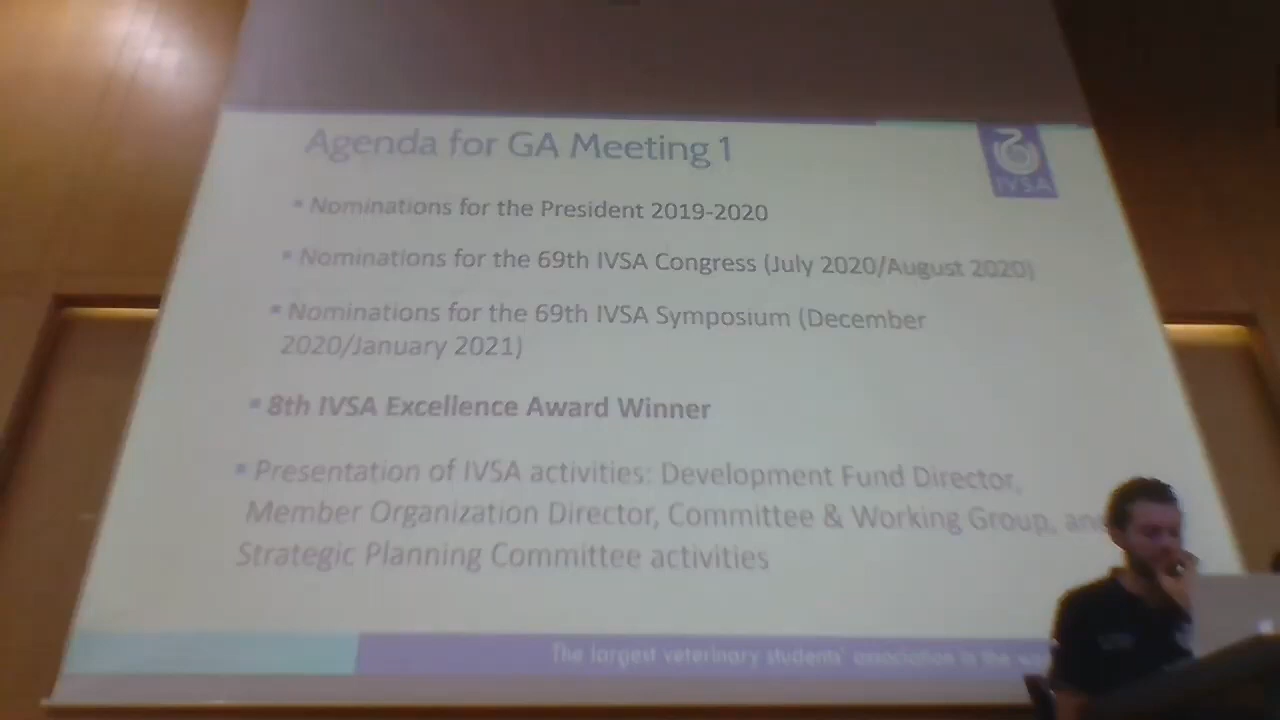 Agenda for GA Meeting 1
IVSA
▪ Nominations for the President 2019-2020
▪ Nominations for the 69th IVSA Congress (July 2020/August 2020)
▪ Nominations for the 69th IVSA Symposium (December
2020/January 2021)
▪ 8th IVSA Excellence Award Winner
▪ Presentation of IVSA activities: Development Fund Director,
Member Organization Director, Committee & Working Group, and
Strategic Planning Committee activities
The largest veterinary students' association in the